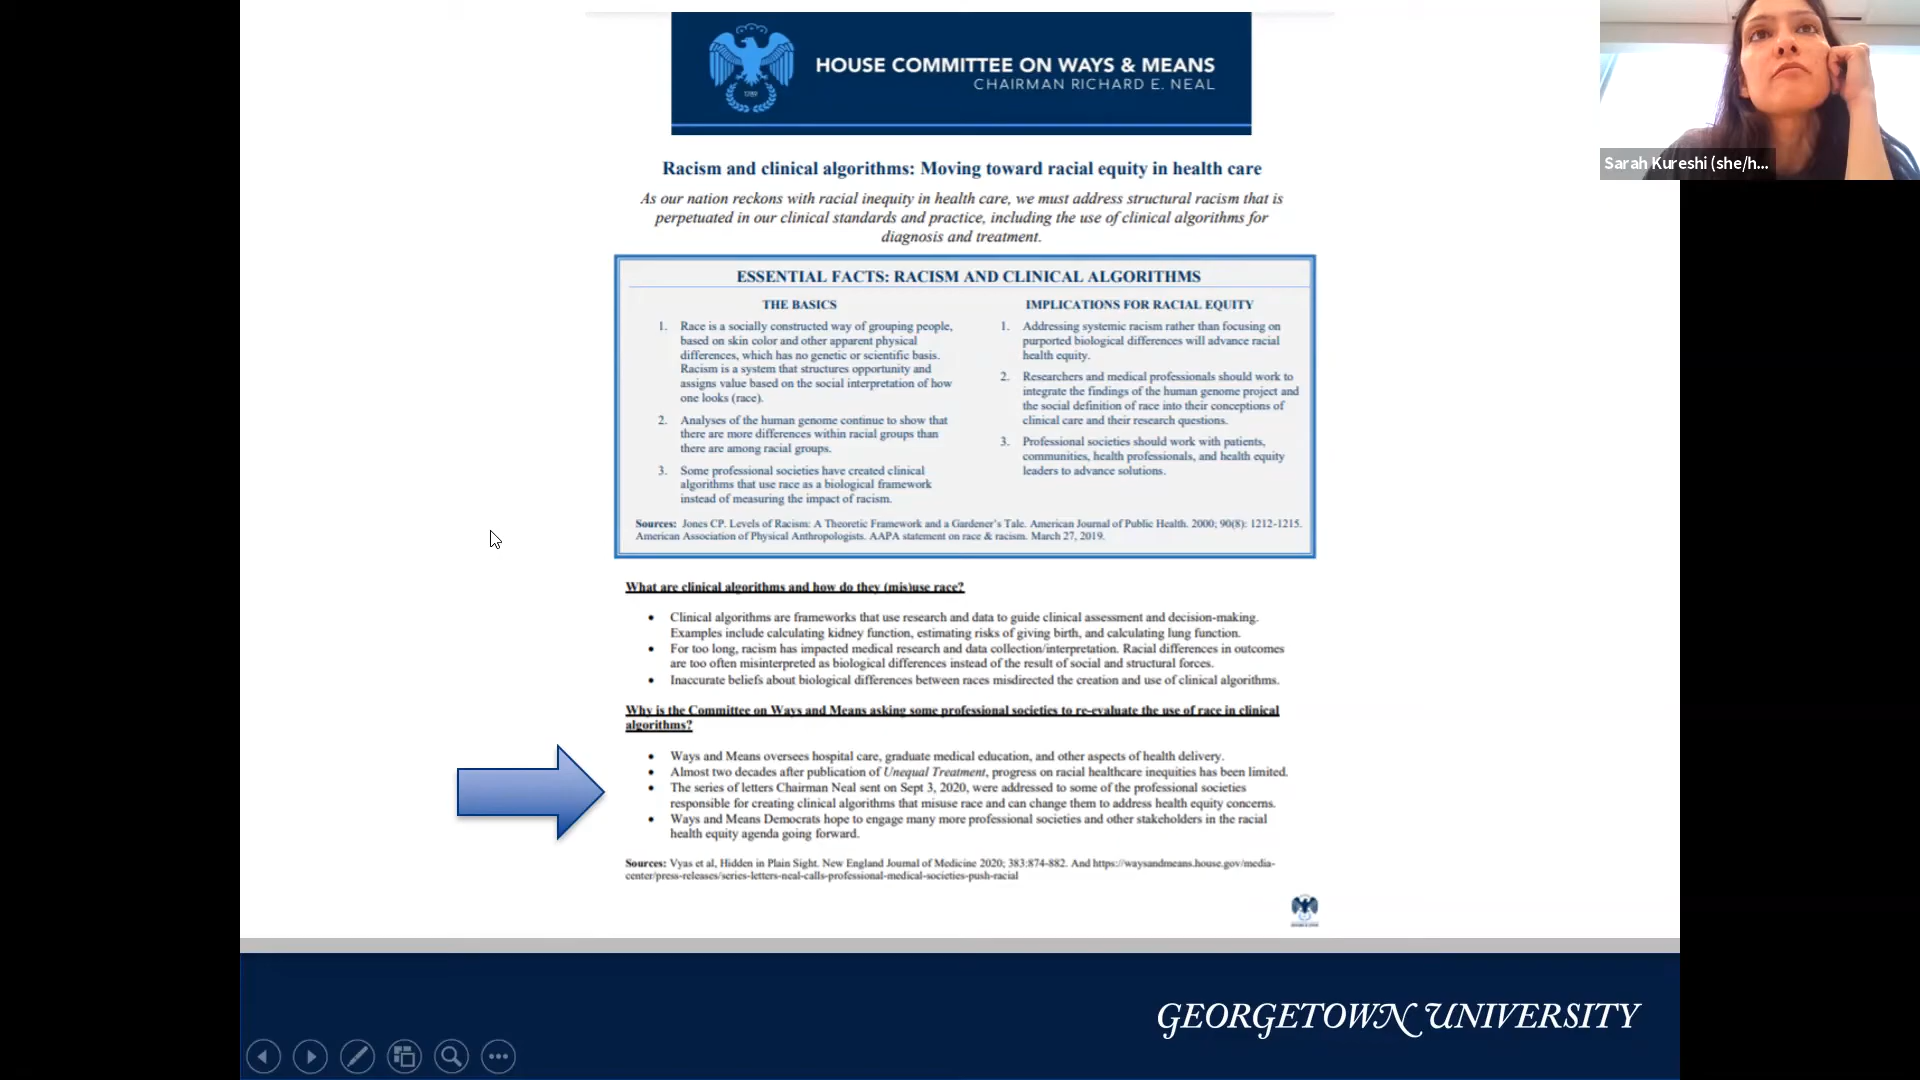 HOUSE COMMITTEE ON WAYS & MEANS
CHAIRMAN RICHARD E. NEAL
1789
Sarah Kureshi (she/h...
Racism and clinical algorithms: Moving toward racial equity in health care
As our nation reckons with racial inequity in health care, we must address structural racism that is
perpetuated in our clinical standards and practice, including the use of clinical algorithms for
diagnosis and treatment.
ESSENTIAL FACTS: RACISM AND CLINICAL ALGORITHMS
THE BASICS
1. Race is a socially constructed way of grouping people,
based on skin color and other apparent physical
differences, which has no genetic or scientific basis.
Racism is a system that structures opportunity and
assigns value based on the social interpretation of how
one looks (race).
2. Analyses of the human genome continue to show that
there are more differences within racial groups than
there are among racial groups.
3. Some professional societies have created clinical
algorithms that use race as a biological framework
instead of measuring the impact of racism.
IMPLICATIONS FOR RACIAL EQUITY
1. Addressing systemic racism rather than focusing on
purported biological differences will advance racial
health equity.
2. Researchers and medical professionals should work to
integrate the findings of the human genome project and
the social definition of race into their conceptions of
clinical care and their research questions.
3. Professional societies should work with patients,
communities, health professionals, and health equity
leaders to advance solutions.
Sources: Jones CP. Levels of Racism: A Theoretic Framework and a Gardener's Tale. American Journal of Public Health. 2000; 90(8): 1212-1215.
American Association of Physical Anthropologists. AAPA statement on race & racism. March 27, 2019.
What are clinical algorithms and how do they (mis)use race?
• Clinical algorithms are frameworks that use research and data to guide clinical assessment and decision-making.
Examples include calculating kidney function, estimating risks of giving birth, and calculating lung function.
• For too long, racism has impacted medical research and data collection/interpretation. Racial differences in outcomes
are too often misinterpreted as biological differences instead of the result of social and structural forces.
• Inaccurate beliefs about biological differences between races misdirected the creation and use of clinical algorithms.
Why is the Committee on Ways and Means asking some professional societies to re-evaluate the use of race in clinical
algorithms?
• Ways and Means oversees hospital care, graduate medical education, and other aspects of health delivery.
• Almost two decades after publication of Unequal Treatment, progress on racial healthcare inequities has been limited.
• The series of letters Chairman Neal sent on Sept 3, 2020, were addressed to some of the professional societies
responsible for creating clinical algorithms that misuse race and can change them to address health equity concerns.
• Ways and Means Democrats hope to engage many more professional societies and other stakeholders in the racial
health equity agenda going forward.
Sources: Vyas et al, Hidden in Plain Sight. New England Journal of Medicine 2020; 383:874-882. And https://waysandmeans.house.gov/media-
center/press-releases/series-letters-neal-calls-professional-medical-societies-push-racial
GEORGETOWN UNIVERSITY